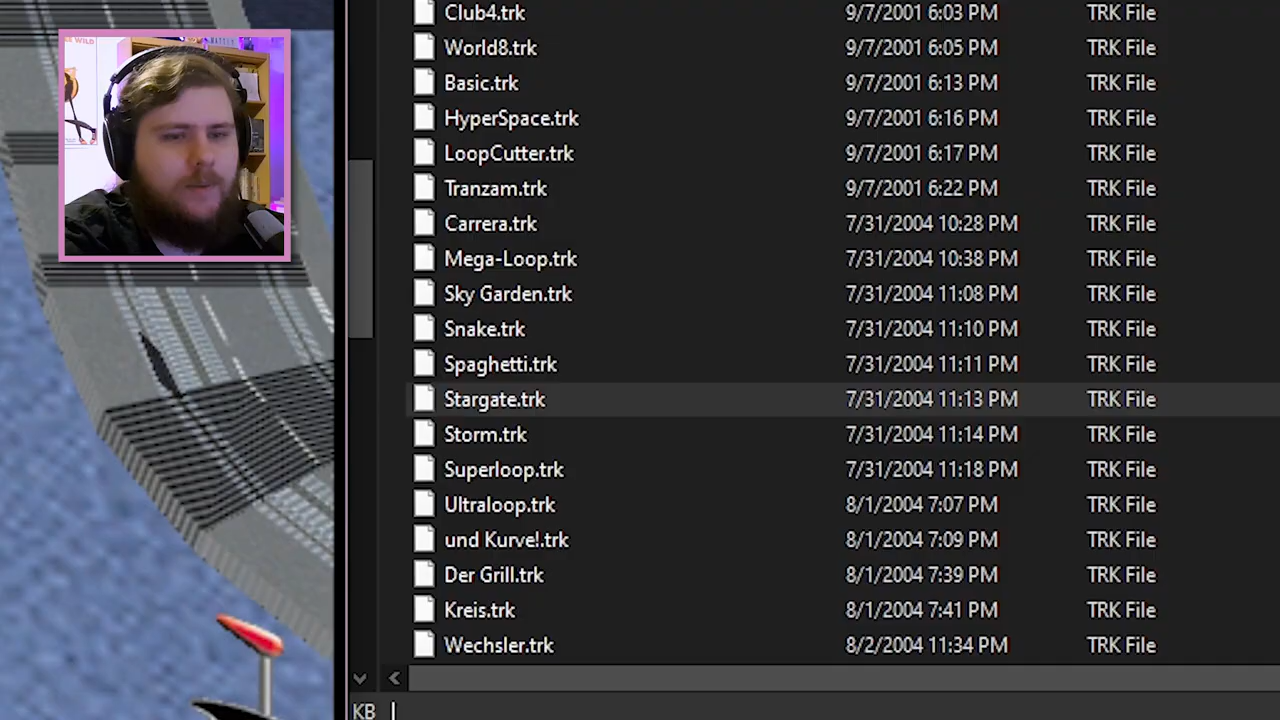 Club4.trk 9/7/2001 6:03 PM TRK File
World8.trk 9/7/2001 6:05 PM TRK File
Basic.trk 9/7/2001 6:13 PM TRK File
HyperSpace.trk 9/7/2001 6:16 PM TRK File
LoopCutter.trk 9/7/2001 6:17 PM TRK File
Tranzam.trk 9/7/2001 6:22 PM TRK File
Carrera.trk 7/31/2004 10:28 PM TRK File
Mega-Loop.trk 7/31/2004 10:38 PM TRK File
Sky Garden.trk 7/31/2004 11:08 PM TRK File
Snake.trk 7/31/2004 11:10 PM TRK File
Spaghetti.trk 7/31/2004 11:11 PM TRK File
Stargate.trk 7/31/2004 11:13 PM TRK File
Storm.trk 7/31/2004 11:14 PM TRK File
Superloop.trk 7/31/2004 11:18 PM TRK File
Ultraloop.trk 8/1/2004 7:07 PM TRK File
und Kurve!.trk 8/1/2004 7:09 PM TRK File
Der Grill.trk 8/1/2004 7:39 PM TRK File
Kreis.trk 8/1/2004 7:41 PM TRK File
Wechsler.trk 8/2/2004 11:34 PM TRK File
KB